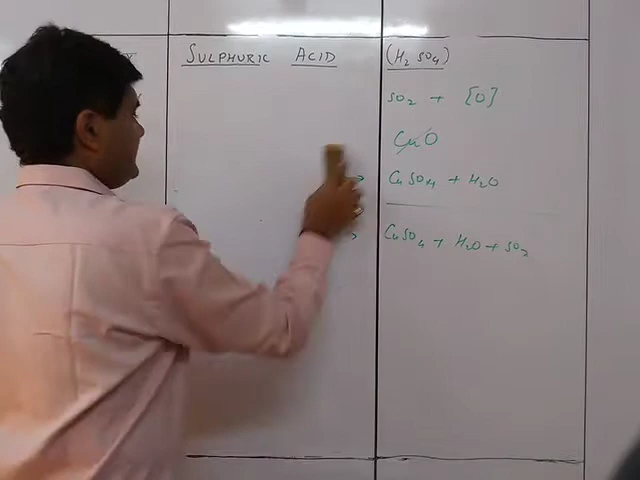 SULPHURIC ACID (H₂SO₄)
SO₂ + [O]
CuO
→ CuSO₄ + H₂O
→ CuSO₄ + H₂O + SO₂